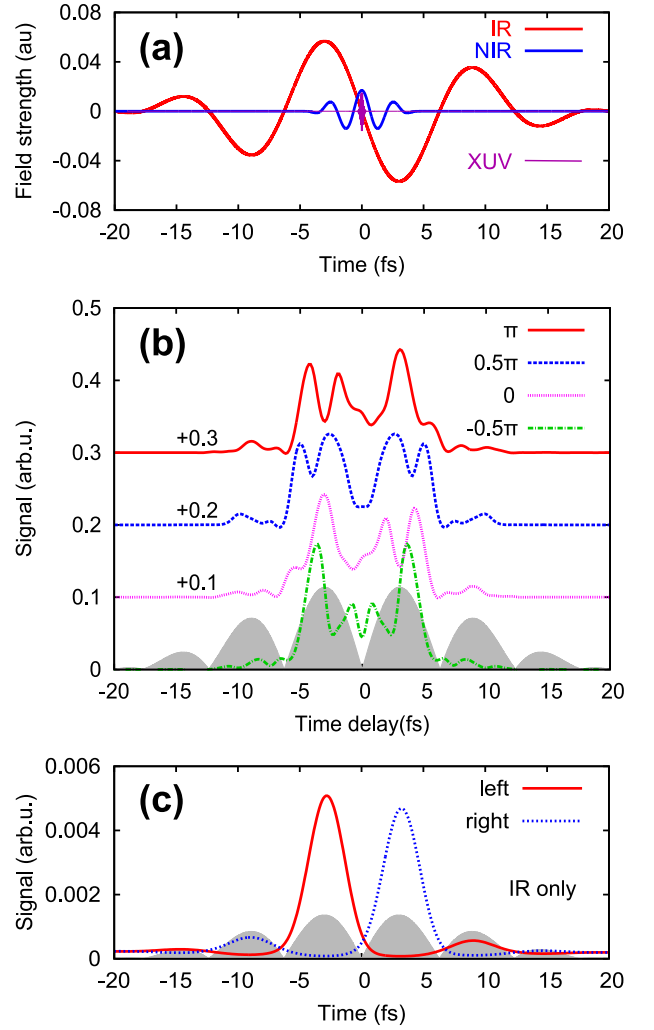 (a)
IR
NIR
XUV
0.08
0.04
0
-0.04
-0.08
Field strength (au)
-20 -15 -10 -5 0 5 10 15 20
Time (fs)
(b)
π
0.5π
0
-0.5π
+0.3
+0.2
+0.1
0.5
0.4
0.3
0.2
0.1
0
Signal (arb.u.)
-20 -15 -10 -5 0 5 10 15 20
Time delay(fs)
(c)
left
right
IR only
0.006
0.004
0.002
0
Signal (arb.u.)
-20 -15 -10 -5 0 5 10 15 20
Time (fs)